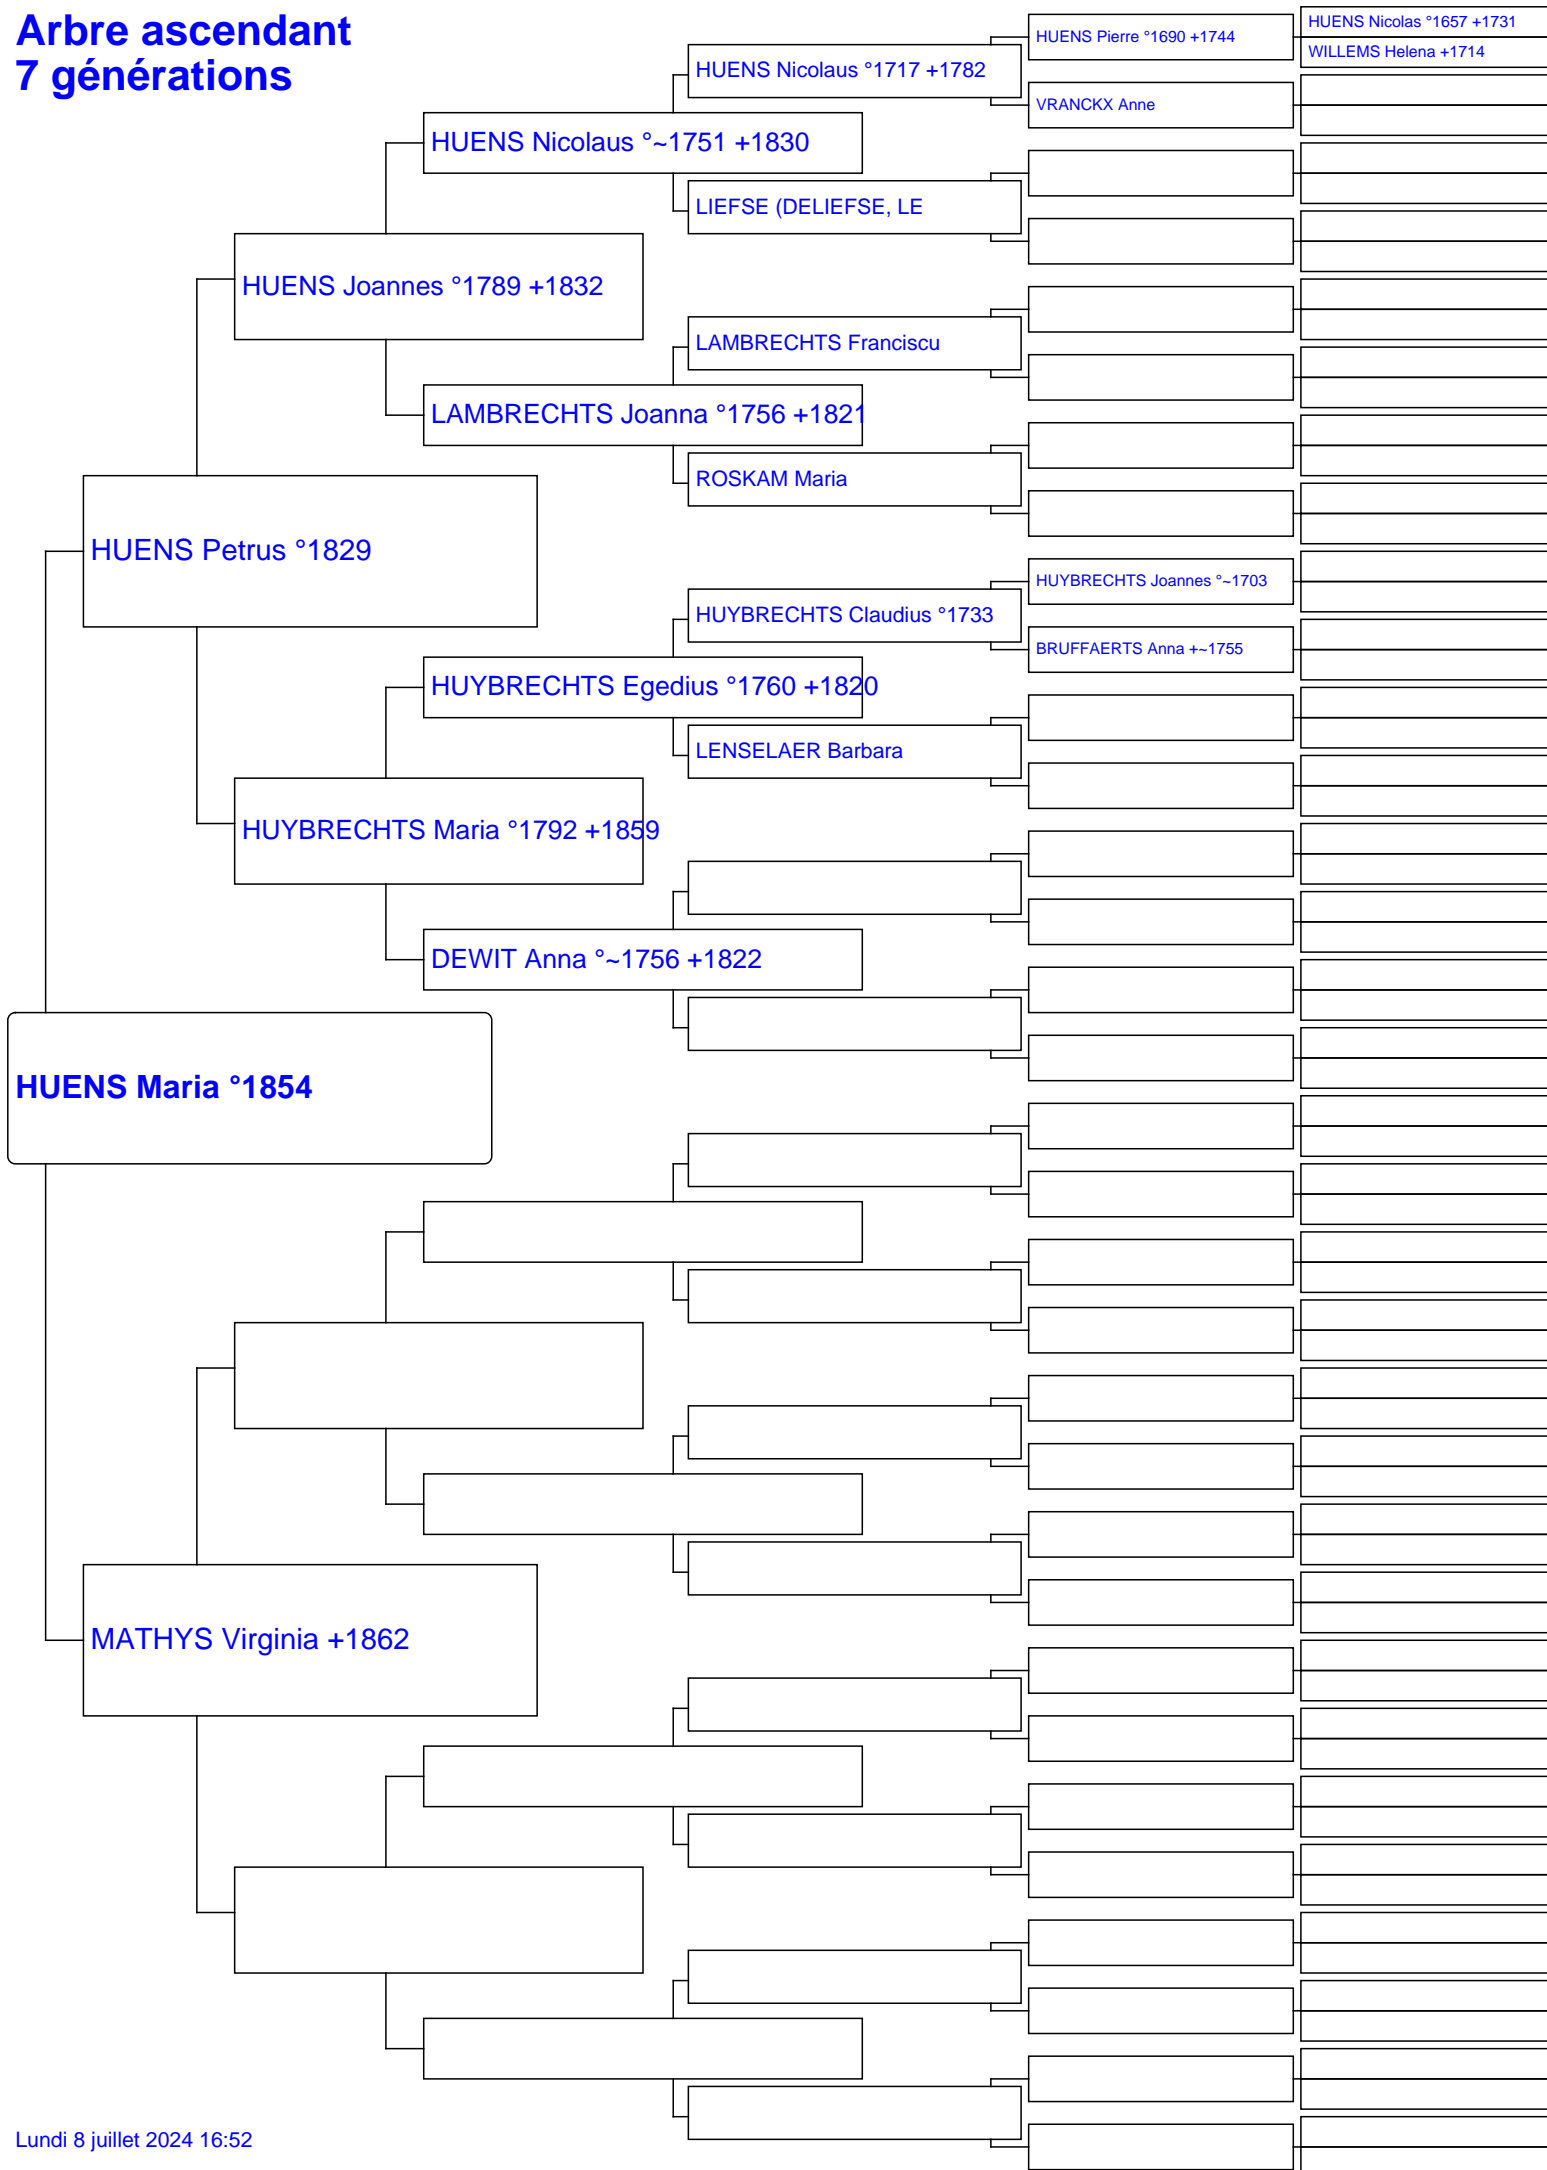 Arbre ascendant
7 générations
HUENS Nicolas °1657 +1731
HUENS Pierre °1690 +1744
WILLEMS Helena +1714
HUENS Nicolaus °1717 +1782
VRANCKX Anne
HUENS Nicolaus °~1751 +1830
LIEFSE (DELIEFSE, LE
HUENS Joannes °1789 +1832
LAMBRECHTS Franciscu
LAMBRECHTS Joanna °1756 +1821
ROSKAM Maria
HUENS Petrus °1829
HUYBRECHTS Joannes °~1703
HUYBRECHTS Claudius °1733
BRUFFAERTS Anna +~1755
HUYBRECHTS Egedius °1760 +1820
LENSELAER Barbara
HUYBRECHTS Maria °1792 +1859
DEWIT Anna °~1756 +1822
HUENS Maria °1854
MATHYS Virginia +1862
Lundi 8 juillet 2024 16:52